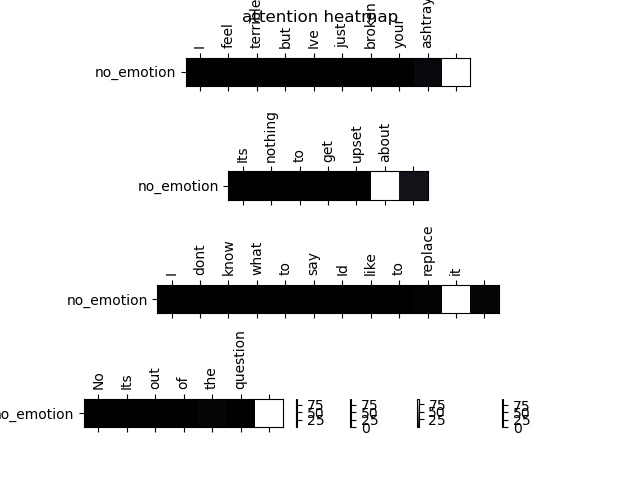 attention heatmap
I feel terrible but Ive just broken your ashtray
no_emotion
Its nothing to get upset about
no_emotion
I dont know what to say Id like to replace it
no_emotion
No Its out of the question
no_emotion
75 75 75 75
50 50 50 50
25 25 25 25
0 0